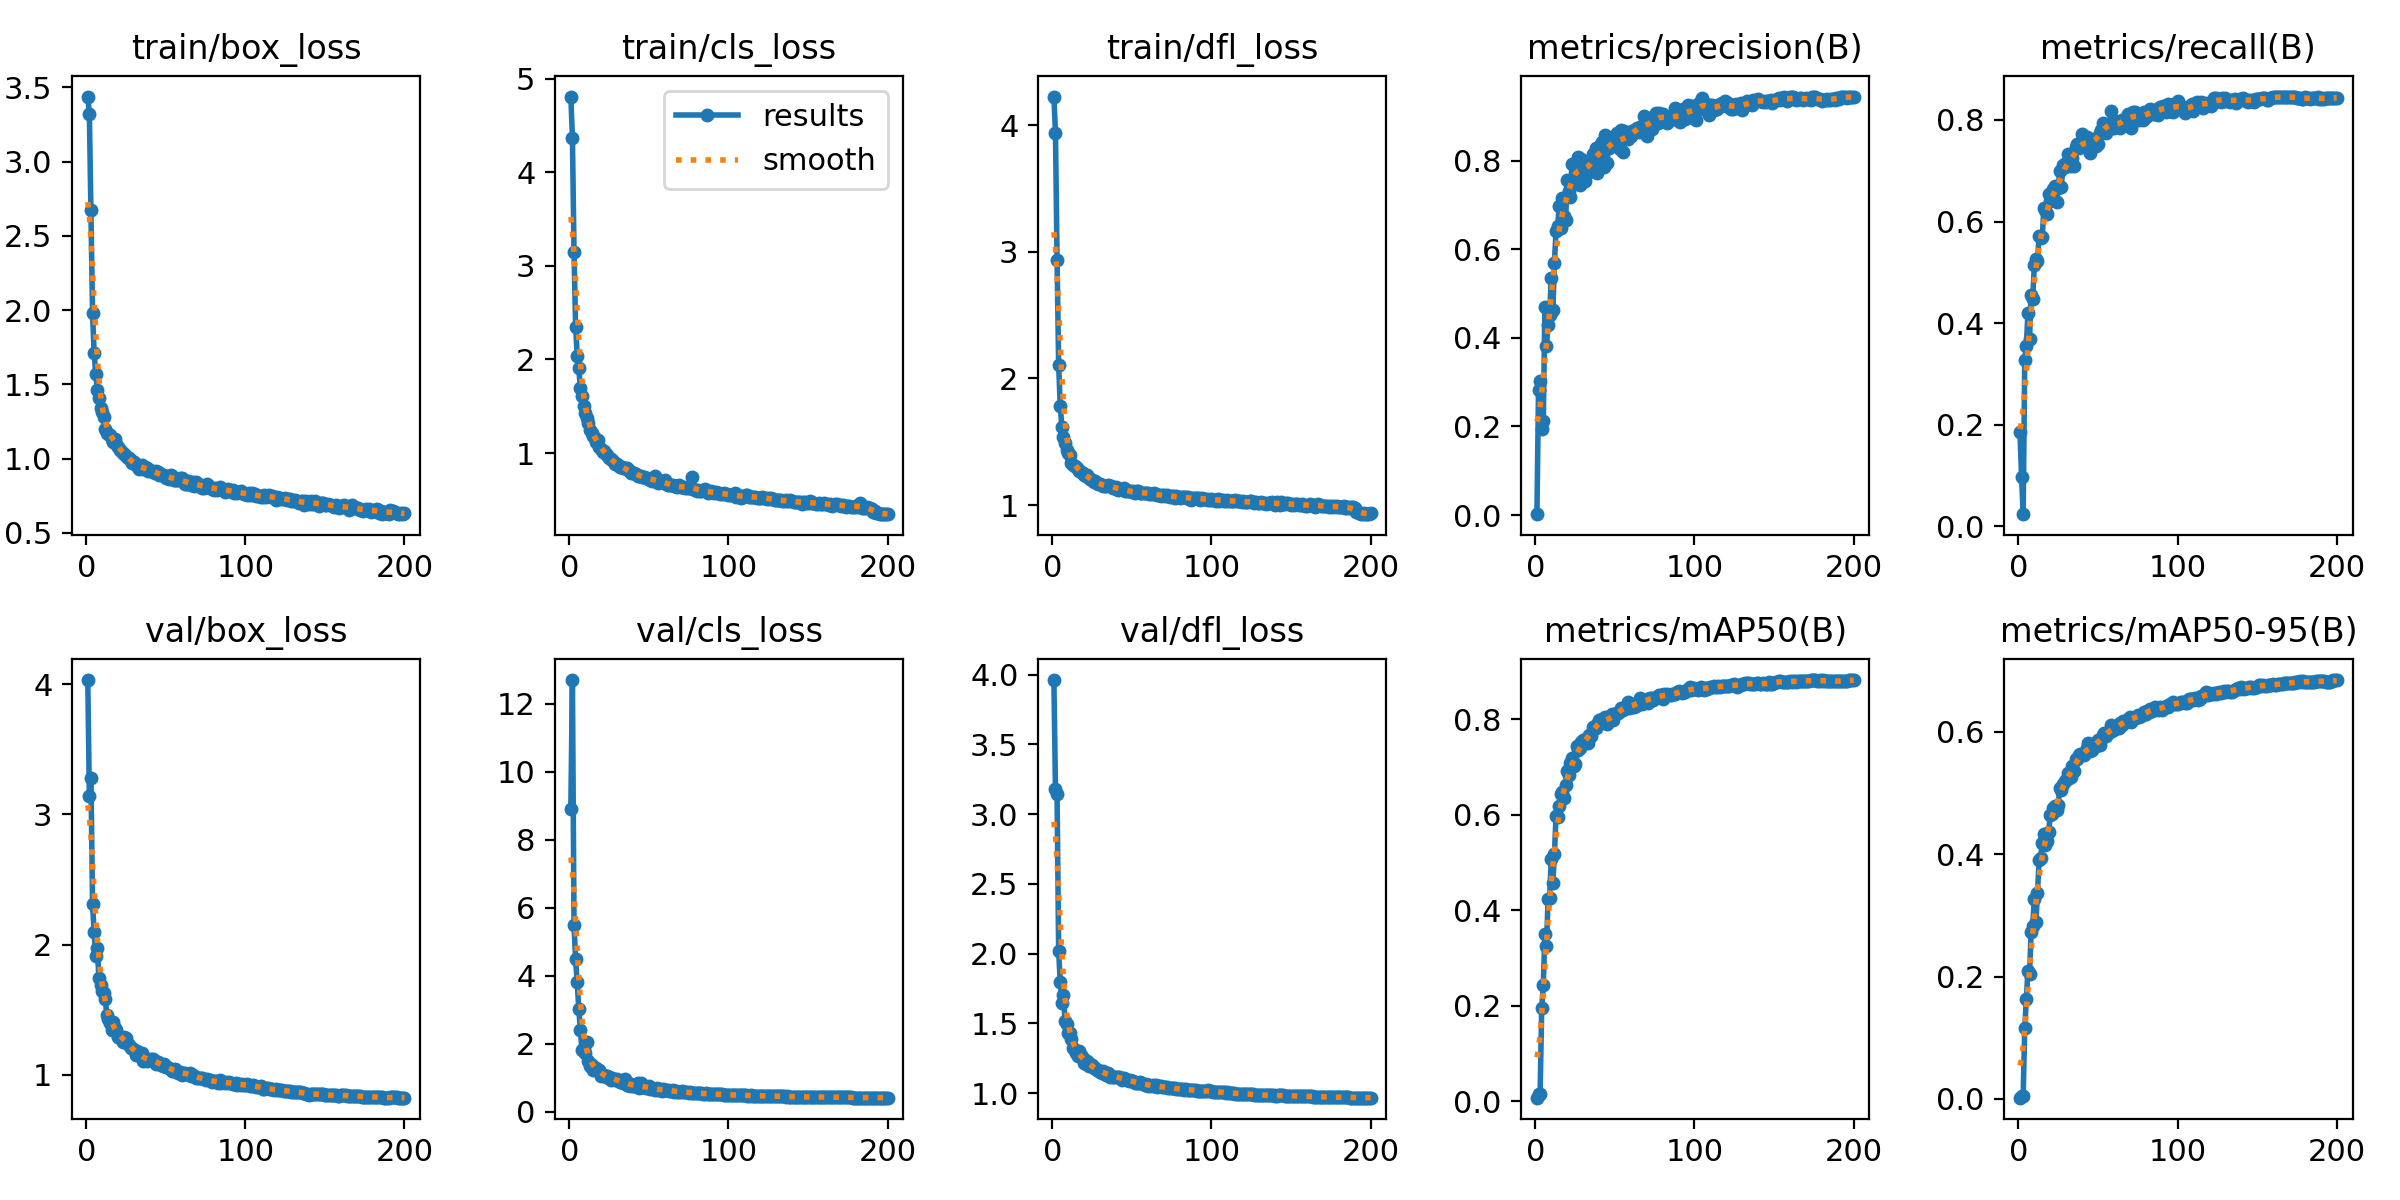 train/box_loss
3.5
3.0
2.5
2.0
1.5
1.0
0.5
0 100 200
train/cls_loss
results
smooth
5
4
3
2
1
0 100 200
train/dfl_loss
4
3
2
1
0 100 200
metrics/precision(B)
0.8
0.6
0.4
0.2
0.0
0 100 200
metrics/recall(B)
0.8
0.6
0.4
0.2
0.0
0 100 200
val/box_loss
4
3
2
1
0 100 200
val/cls_loss
12
10
8
6
4
2
0
0 100 200
val/dfl_loss
4.0
3.5
3.0
2.5
2.0
1.5
1.0
0 100 200
metrics/mAP50(B)
0.8
0.6
0.4
0.2
0.0
0 100 200
metrics/mAP50-95(B)
0.6
0.4
0.2
0.0
0 100 200